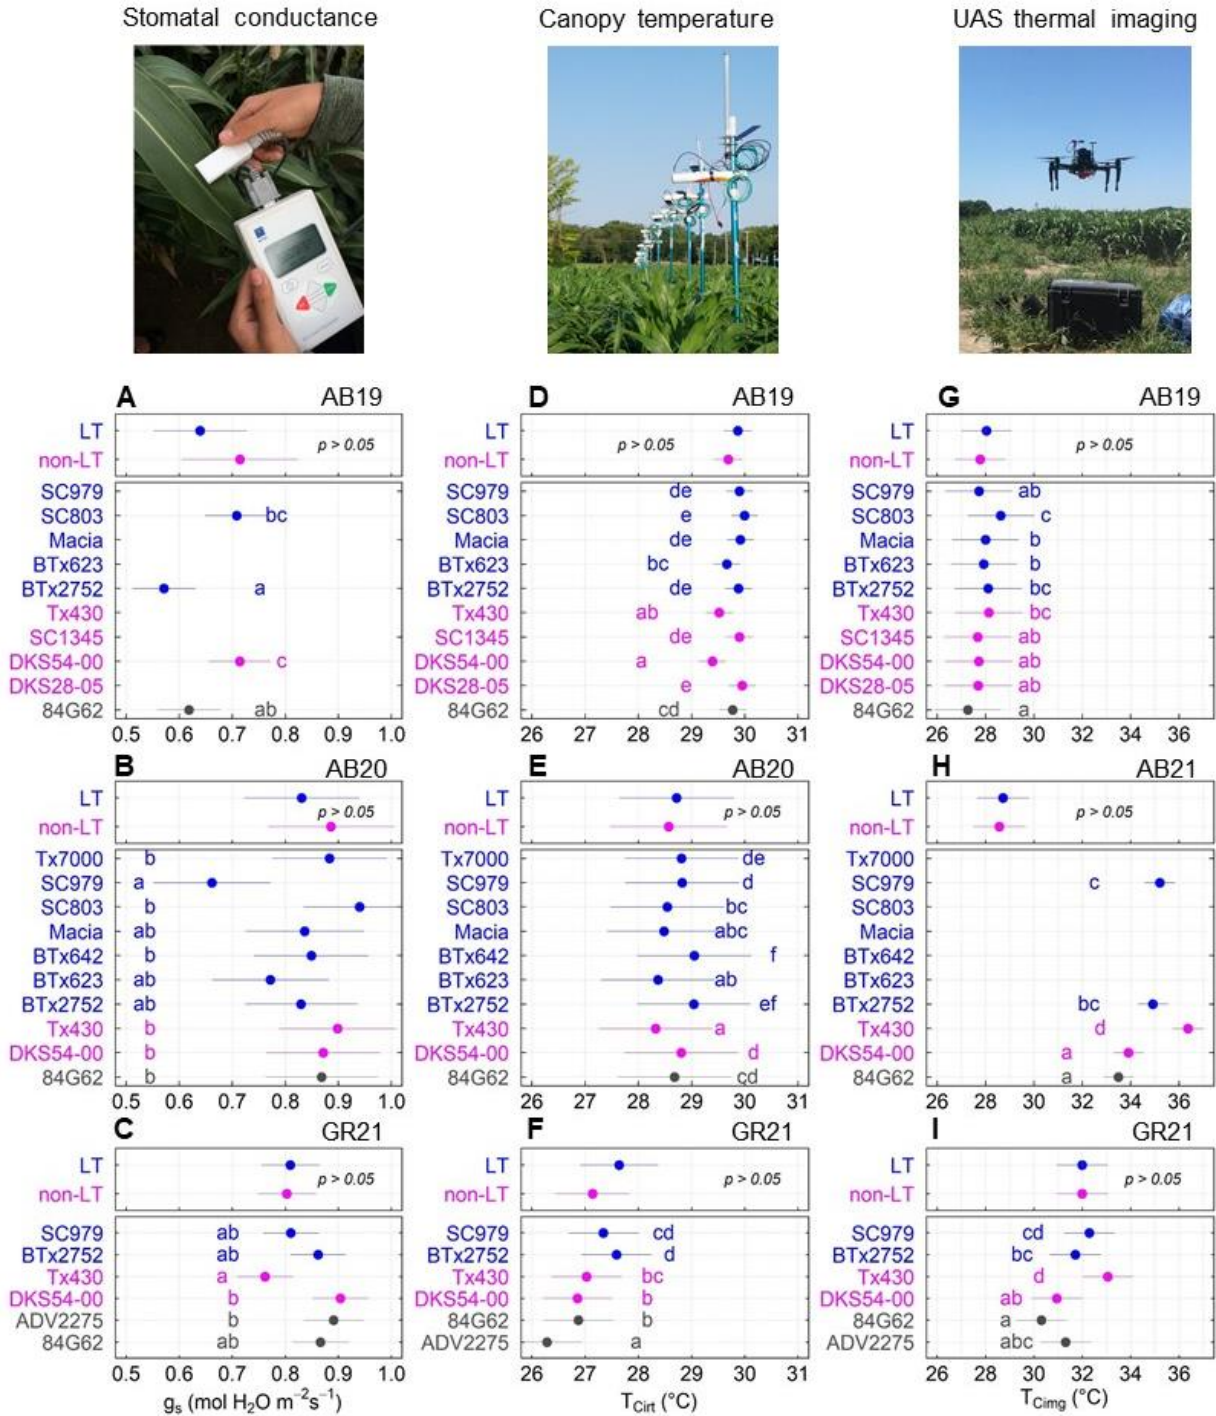 Stomatal conductance
Canopy temperature
UAS thermal imaging
A AB19
LT
non-LT
p > 0.05
SC979
SC803 bc
Macia
BTx623
BTx2752 a
Tx430
SC1345
DKS54-00 c
DKS28-05
84G62 ab
0.5 0.6 0.7 0.8 0.9 1.0
D AB19
LT
non-LT
p > 0.05
SC979 de
SC803 e
Macia de
BTx623 bc
BTx2752 de
Tx430 ab
SC1345 de
DKS54-00 a
DKS28-05 e
84G62 cd
26 27 28 29 30 31
G AB19
LT
non-LT
p > 0.05
SC979 ab
SC803 c
Macia b
BTx623 b
BTx2752 bc
Tx430 bc
SC1345 ab
DKS54-00 ab
DKS28-05 ab
84G62 a
26 28 30 32 34 36
B AB20
LT
non-LT
p > 0.05
Tx7000 b
SC979 a
SC803 b
Macia ab
BTx642 b
BTx623 ab
BTx2752 ab
Tx430 b
DKS54-00 b
84G62 b
0.5 0.6 0.7 0.8 0.9 1.0
E AB20
LT
non-LT
p > 0.05
Tx7000 de
SC979 d
SC803 bc
Macia abc
BTx642 f
BTx623 ab
BTx2752 ef
Tx430 a
DKS54-00 d
84G62 cd
26 27 28 29 30 31
H AB21
LT
non-LT
p > 0.05
Tx7000
SC979 c
SC803
Macia
BTx642
BTx623
BTx2752 bc
Tx430 d
DKS54-00 a
84G62 a
26 28 30 32 34 36
C GR21
LT
non-LT
p > 0.05
SC979 ab
BTx2752 ab
Tx430 a
DKS54-00 b
ADV2275 b
84G62 ab
0.5 0.6 0.7 0.8 0.9 1.0
gs (mol H2O m−2s−1)
F GR21
LT
non-LT
p > 0.05
SC979 cd
BTx2752 d
Tx430 bc
DKS54-00 b
84G62 b
ADV2275 a
26 27 28 29 30 31
TCirt (°C)
I GR21
LT
non-LT
p > 0.05
SC979 cd
BTx2752 bc
Tx430 d
DKS54-00 ab
84G62 a
ADV2275 abc
26 28 30 32 34 36
TCimg (°C)